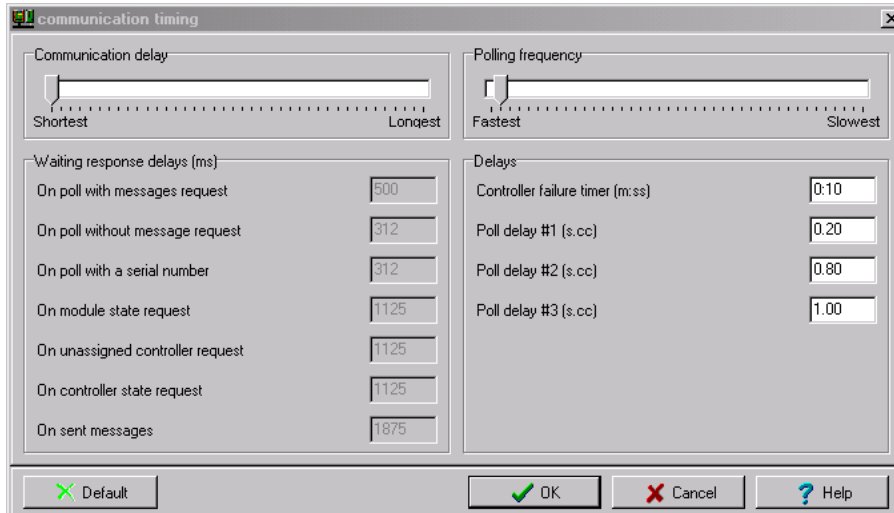 communication timing
Communication delay
Shortest Longest
Polling frequency
Fastest Slowest
Waiting response delays (ms)
On poll with messages request 500
On poll without message request 312
On poll with a serial number 312
On module state request 1125
On unassigned controller request 1125
On controller state request 1125
On sent messages 1875
Delays
Controller failure timer (m:ss) 0:10
Poll delay #1 (s.cc) 0.20
Poll delay #2 (s.cc) 0.80
Poll delay #3 (s.cc) 1.00
Default OK Cancel Help